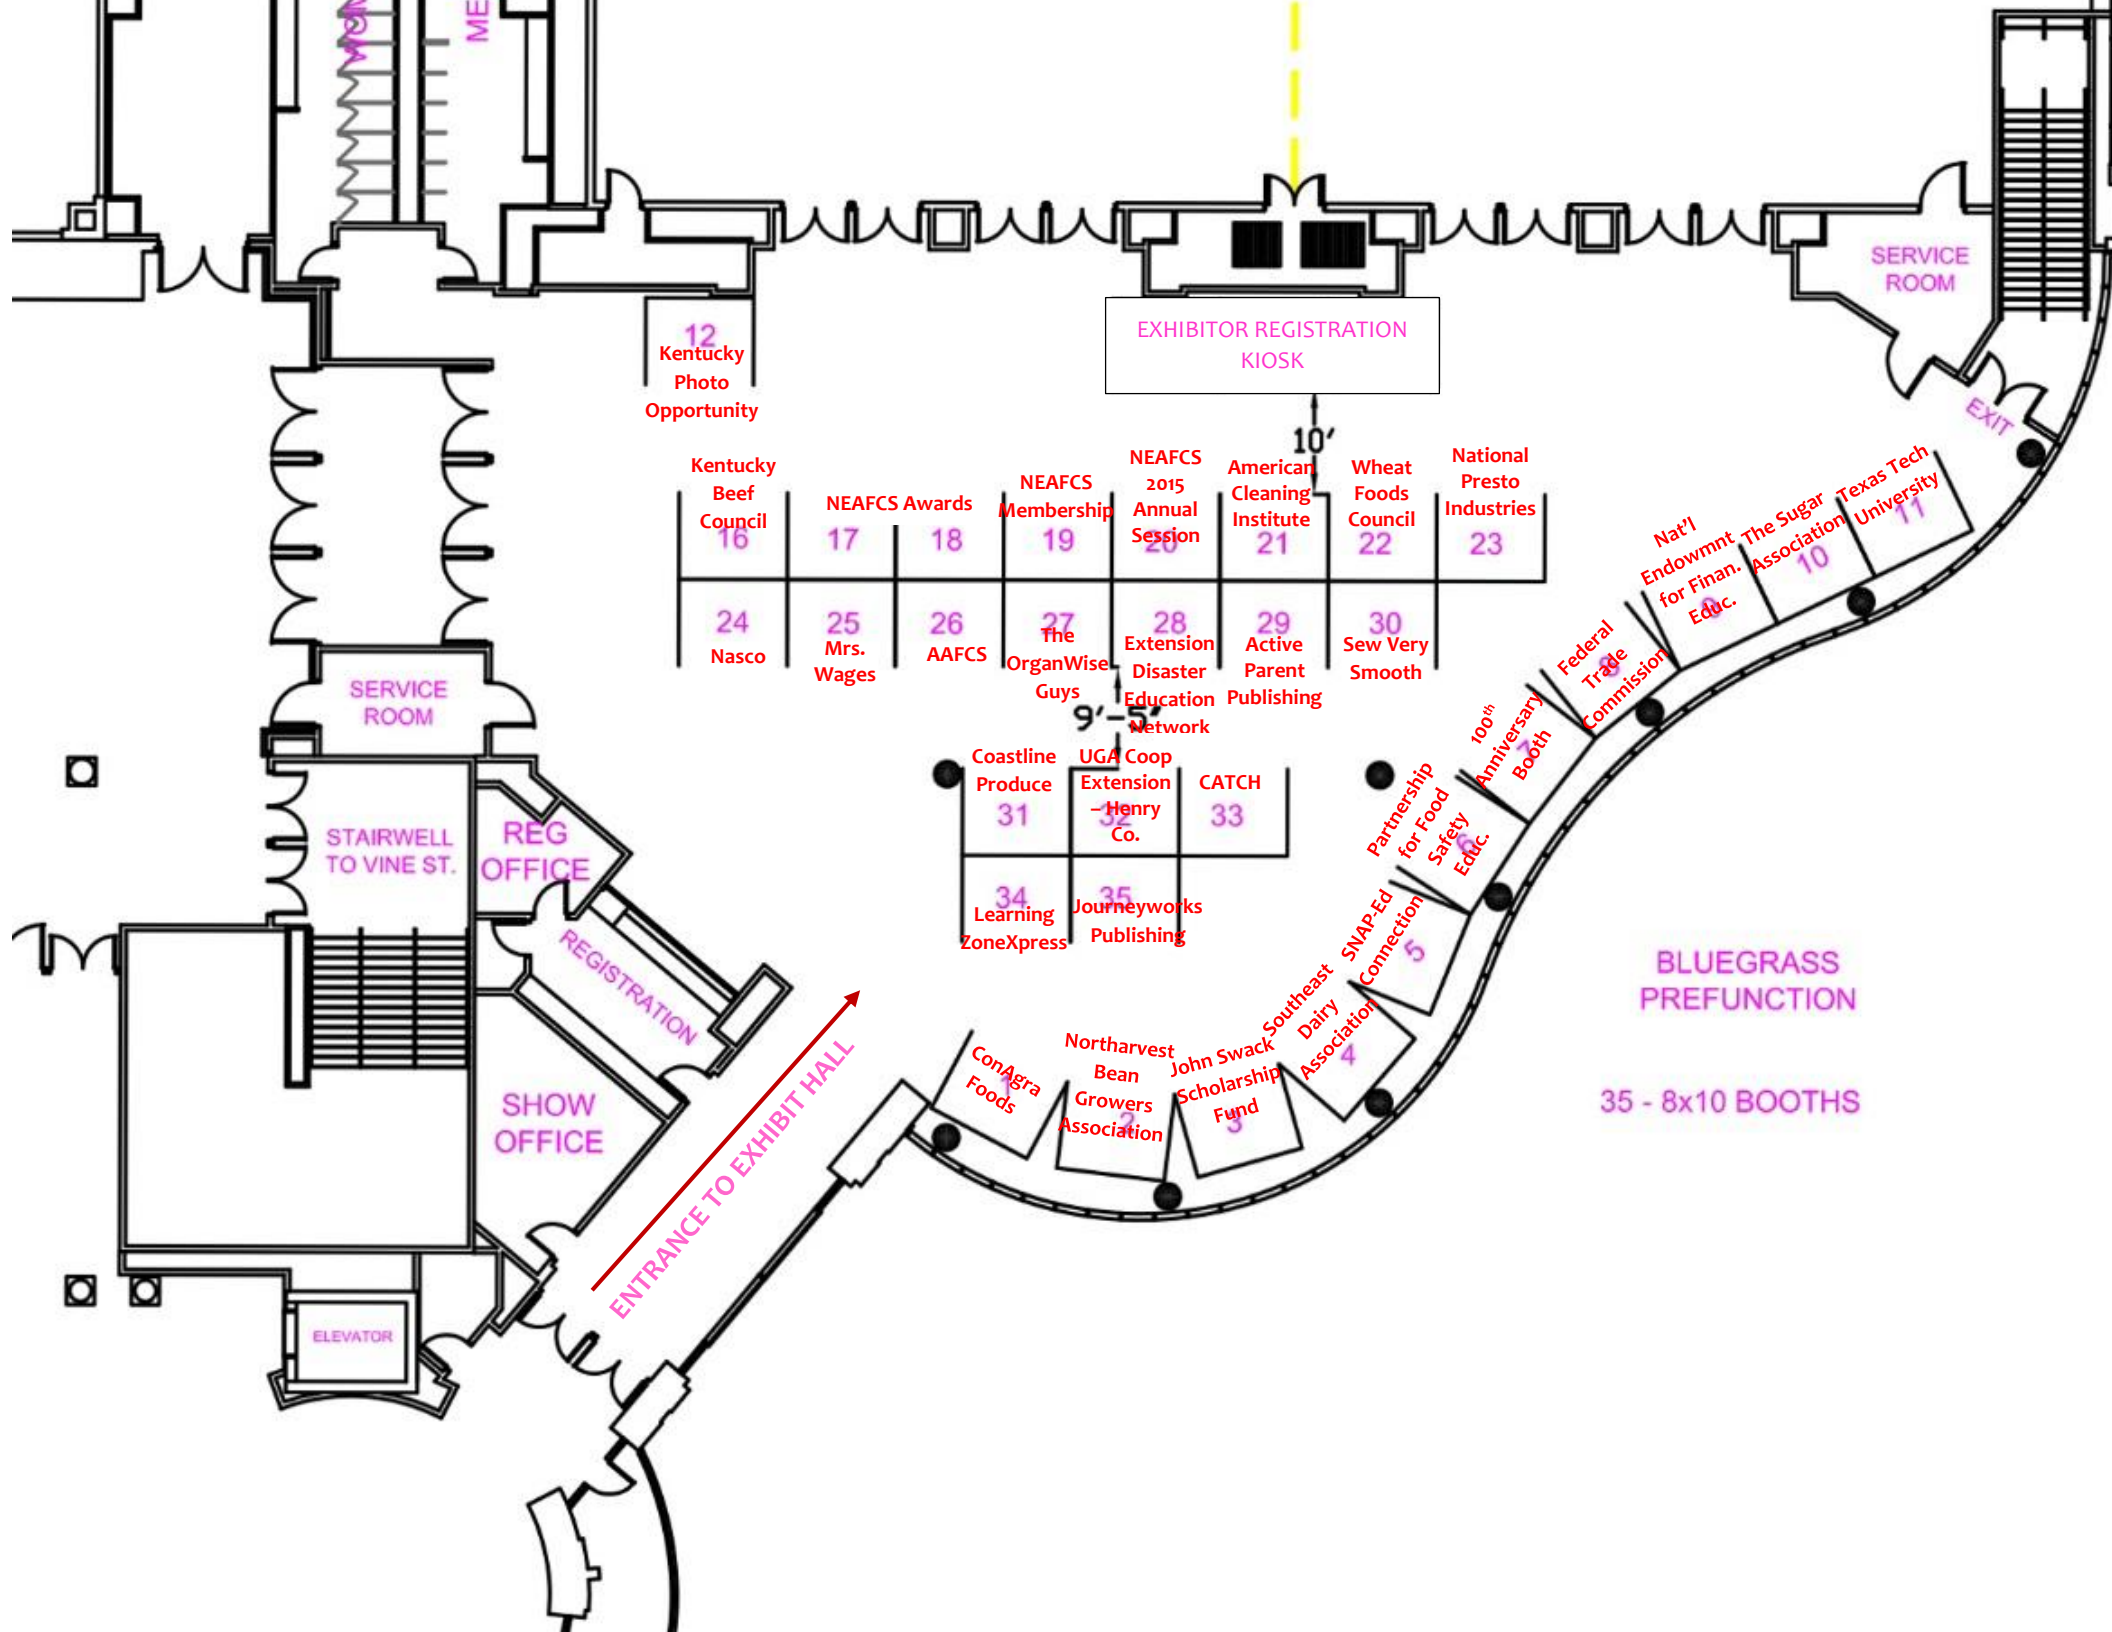 WOM
ME
SERVICE
ROOM
12
Kentucky
Photo
Opportunity
EXHIBITOR REGISTRATION
KIOSK
10'
EXIT
Kentucky
Beef
Council
16
NEAFCS Awards
17
18
NEAFCS
Membership
19
NEAFCS
2015
Annual
Session
20
American
Cleaning
Institute
21
Wheat
Foods
Council
22
National
Presto
Industries
23
24
Nasco
25
Mrs.
Wages
26
AAFCS
27
The
OrganWise
Guys
28
Extension
Disaster
Education
Network
29
Active
Parent
Publishing
30
Sew Very
Smooth
9'-5"
Texas Tech
University
11
The Sugar
Association
10
Nat'l
Endowmnt
for Finan.
Educ.
9
Federal
Trade
Commission
8
100th
Anniversary
Booth
7
Partnership
for Food
Safety
Educ.
6
SNAP-Ed
Connection
5
Southeast
Dairy
Association
4
John Swack
Scholarship
Fund
3
Northarvest
Bean
Growers
Association
2
ConAgra
Foods
1
Coastline
Produce
31
UGA Coop
Extension
– Henry
Co.
32
CATCH
33
34
Learning
ZoneXpress
35
Journeyworks
Publishing
SERVICE
ROOM
STAIRWELL
TO VINE ST.
REG
OFFICE
REGISTRATION
SHOW
OFFICE
ELEVATOR
ENTRANCE TO EXHIBIT HALL
BLUEGRASS
PREFUNCTION
35 - 8x10 BOOTHS